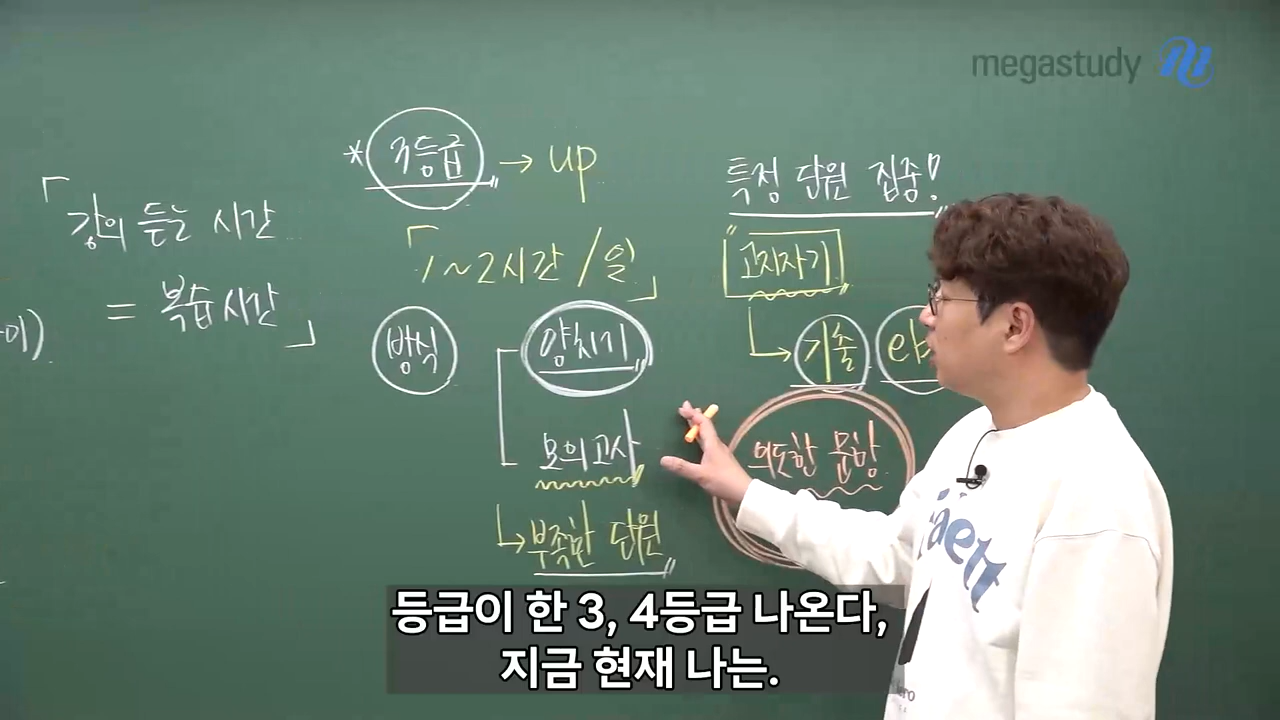 megastudy
「강의 듣는 시간
= 복습시간」
* 3등급 → up
「1~2시간/일」
방식
양치기
모의고사
↳ 부족한 단원
특정 단원 집중!
"고지자기"
↳ 기술
의도한 문항
등급이 한 3, 4등급 나온다,
지금 현재 나는.